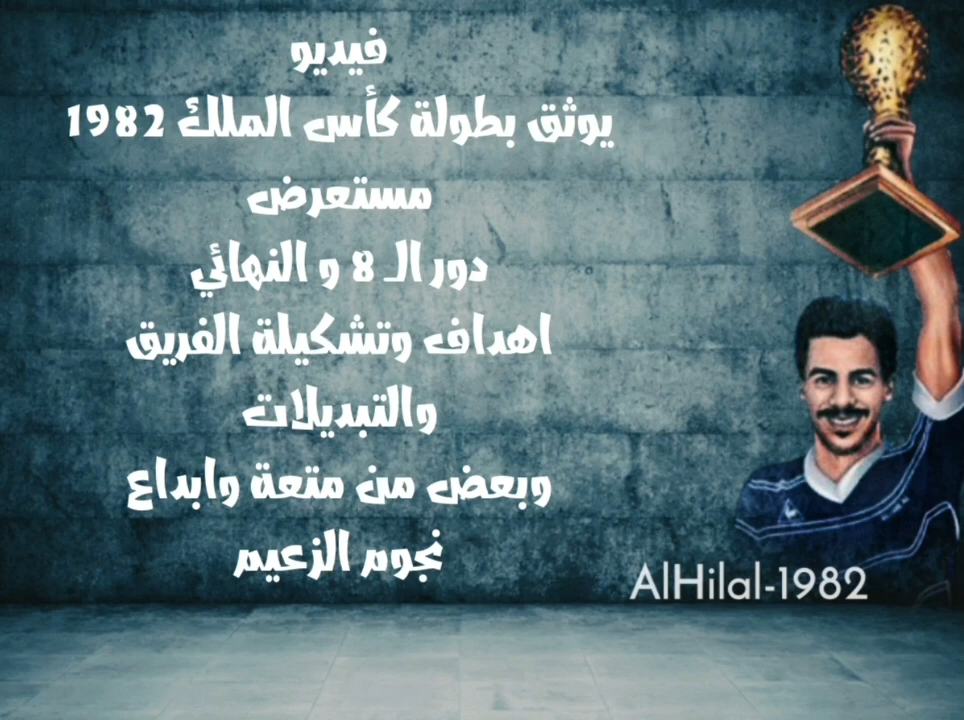 فيديو
يوثق بطولة كأس الملك 1982
مستعرض
دور الـ 8 و النهائي
اهداف وتشكيلة الفريق
والتبديلات
وبعض من متعة وابداع
نجوم الزعيم
AlHilal-1982